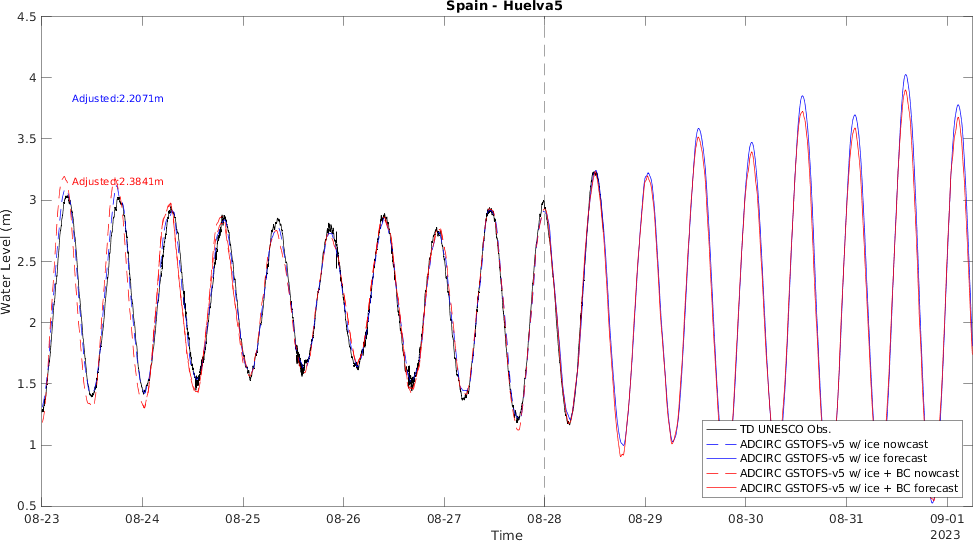 Spain - Huelva5
4.5
4
3.5
3
2.5
2
1.5
1
0.5
Water Level (m)
Adjusted:2.2071m
Adjusted:2.3841m
TD UNESCO Obs.
ADCIRC GSTOFS-v5 w/ ice nowcast
ADCIRC GSTOFS-v5 w/ ice forecast
ADCIRC GSTOFS-v5 w/ ice + BC nowcast
ADCIRC GSTOFS-v5 w/ ice + BC forecast
08-23 08-24 08-25 08-26 08-27 08-28 08-29 08-30 08-31 09-01
2023
Time